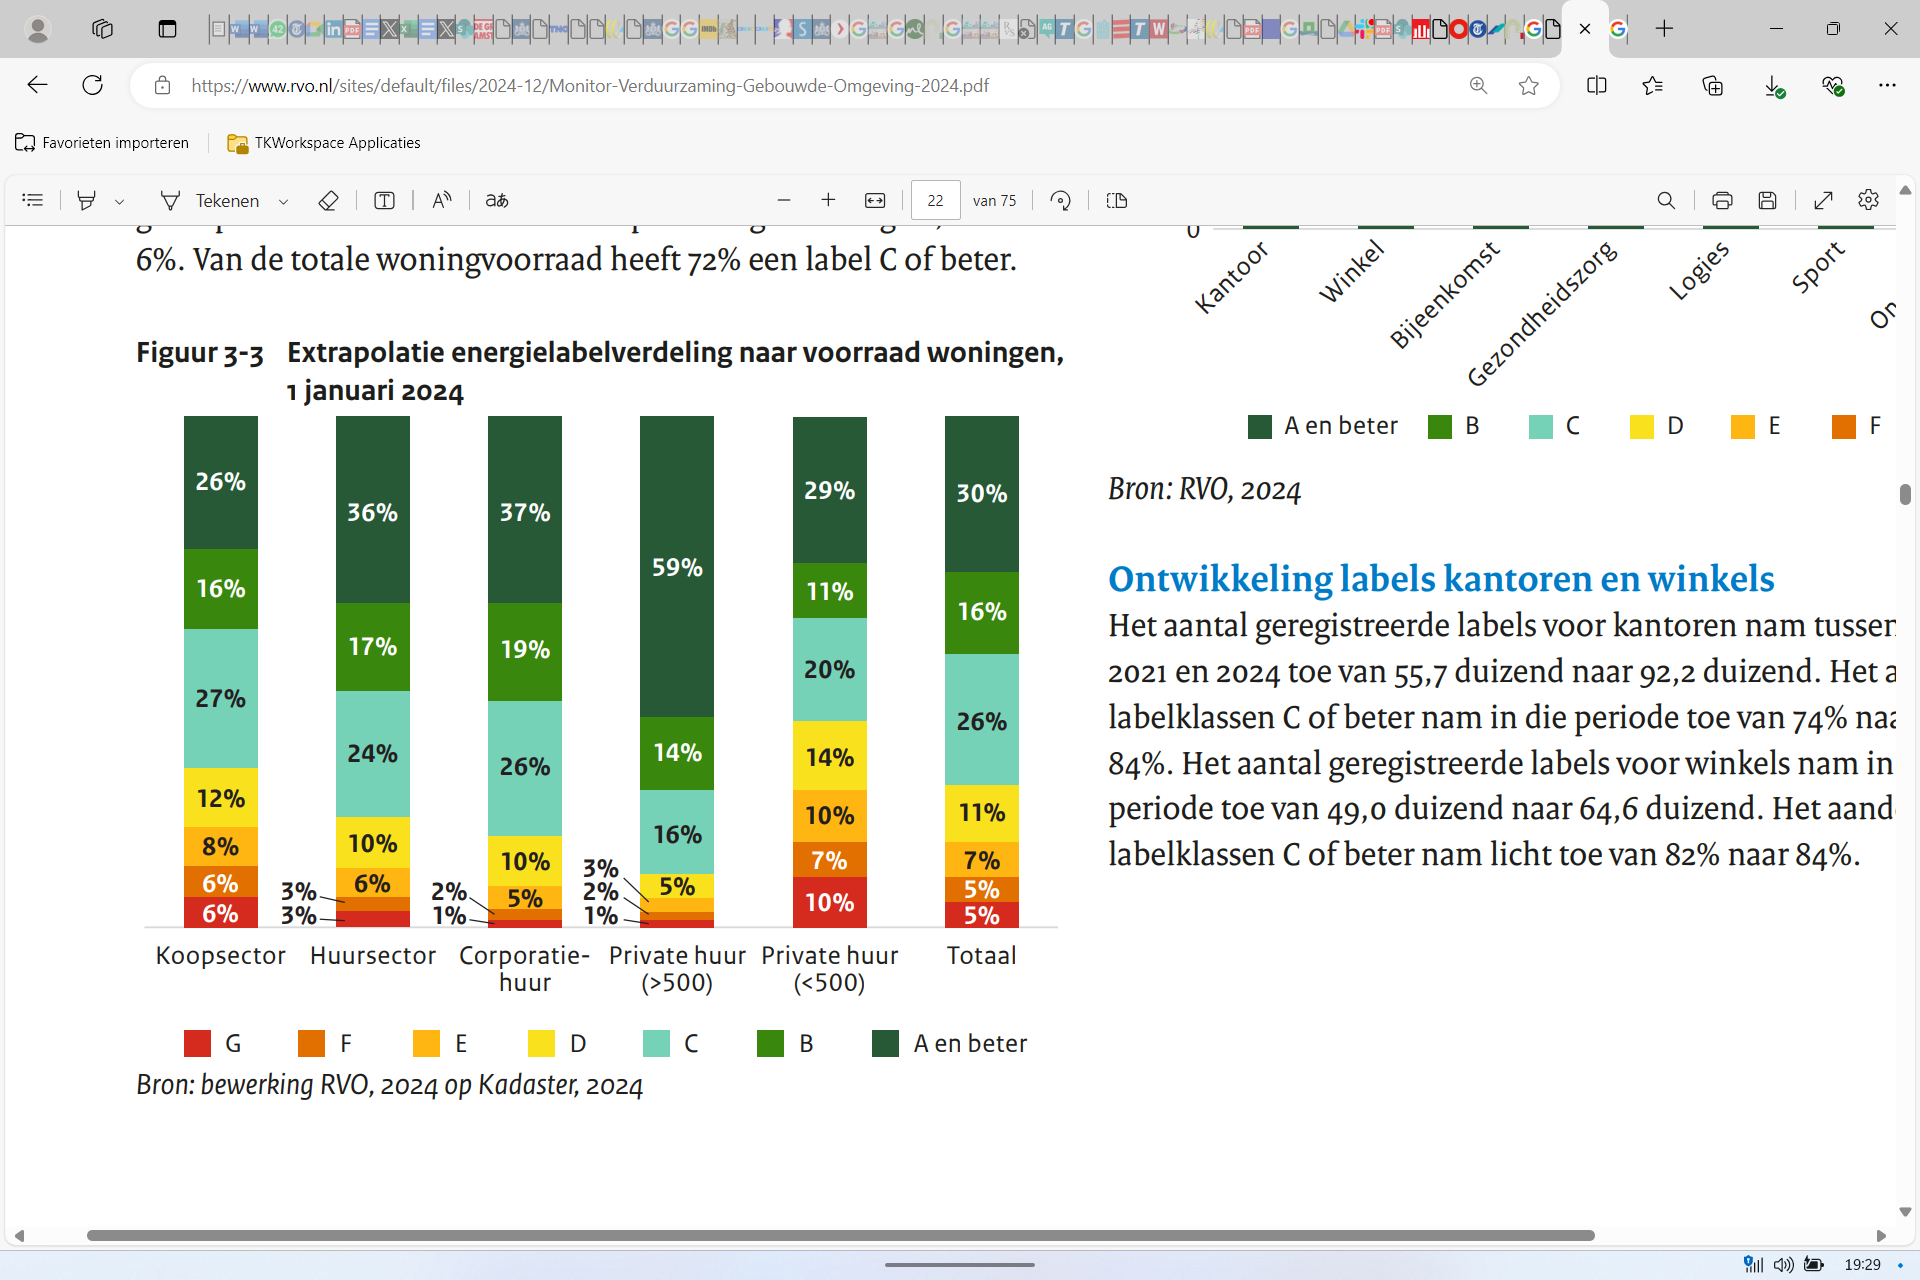 https://www.rvo.nl/sites/default/files/2024-12/Monitor-Verduurzaming-Gebouwde-Omgeving-2024.pdf
Favorieten importeren
TKWorkspace Applicaties
Tekenen
22 van 75
6%. Van de totale woningvoorraad heeft 72% een label C of beter.
Figuur 3-3 Extrapolatie energielabelverdeling naar voorraad woningen,
1 januari 2024
26% 36% 37% 59% 29% 30%
16% 17% 19% 14% 11% 16%
27% 24% 26% 16% 20% 26%
12% 10% 10% 5% 14% 11%
8% 6% 5% 3% 10% 7%
6% 3% 2% 2% 7% 5%
6% 3% 1% 1% 10% 5%
Koopsector Huursector Corporatie- Private huur Private huur Totaal
huur (>500) (<500)
G F E D C B A en beter
Bron: bewerking RVO, 2024 op Kadaster, 2024
0
Kantoor
Winkel
Bijeenkomst
Gezondheidszorg
Logies
Sport
On
A en beter B C D E F
Bron: RVO, 2024
Ontwikkeling labels kantoren en winkels
Het aantal geregistreerde labels voor kantoren nam tussen
2021 en 2024 toe van 55,7 duizend naar 92,2 duizend. Het a
labelklassen C of beter nam in die periode toe van 74% naa
84%. Het aantal geregistreerde labels voor winkels nam in
periode toe van 49,0 duizend naar 64,6 duizend. Het aand
labelklassen C of beter nam licht toe van 82% naar 84%.
19:29